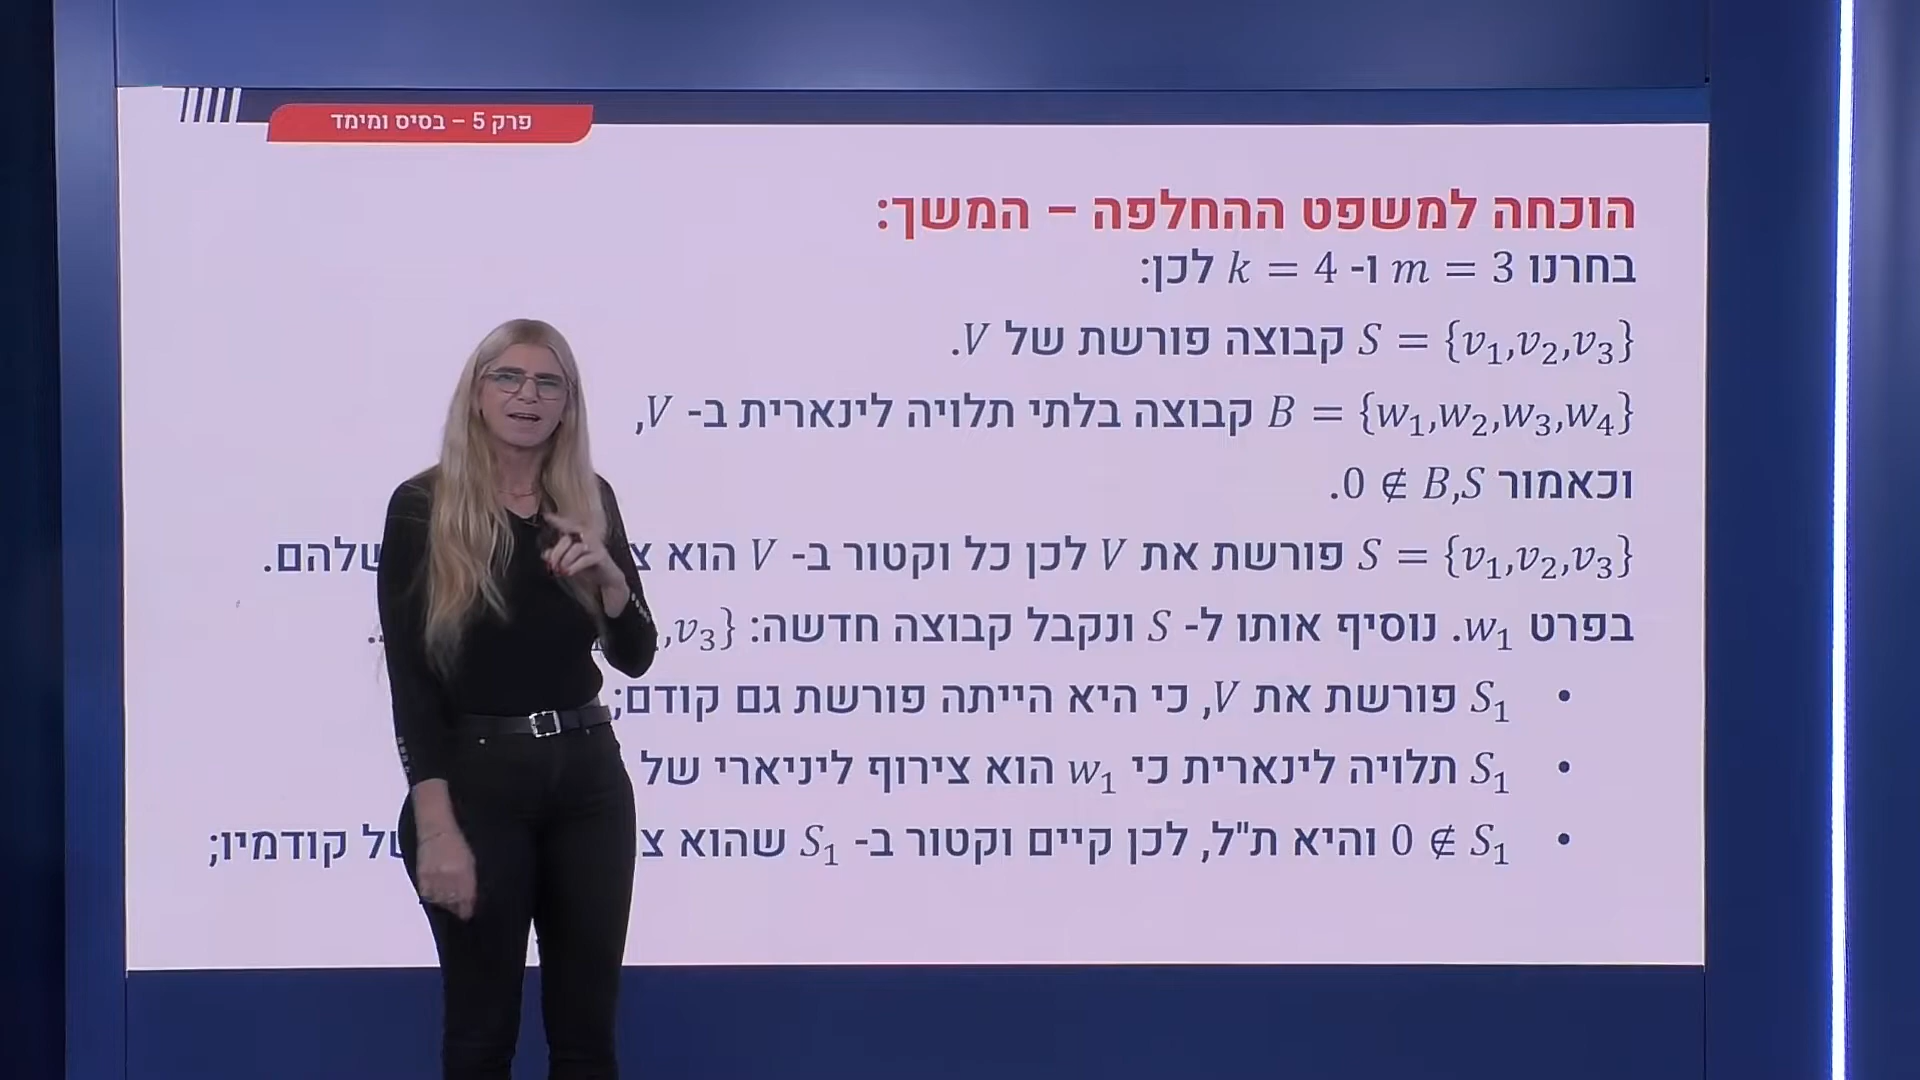 פרק 5 – בסיס ומימד
הוכחה למשפט ההחלפה – המשך:
בחרנו m = 3 ו- k = 4 לכן:
S = {v₁,v₂,v₃} קבוצה פורשת של V.
B = {w₁,w₂,w₃,w₄} קבוצה בלתי תלויה לינארית ב- V,
וכאמור 0 ∉ B,S.
S = {v₁,v₂,v₃} פורשת את V לכן כל וקטור ב- V הוא שלהם.
בפרט w₁. נוסיף אותו ל- S ונקבל קבוצה חדשה: ,v₃}
• S₁ פורשת את V, כי היא הייתה פורשת גם קודם;
• S₁ תלויה לינארית כי w₁ הוא צירוף ליניארי של
• 0 ∉ S₁ והיא ת"ל, לכן קיים וקטור ב- S₁ שהוא קודמיו;